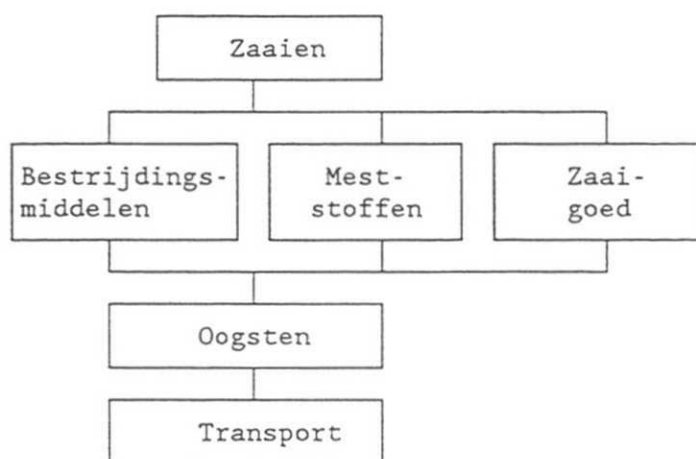 Zaaien
Bestrijdings-
middelen
Mest-
stoffen
Zaai-
goed
Oogsten
Transport